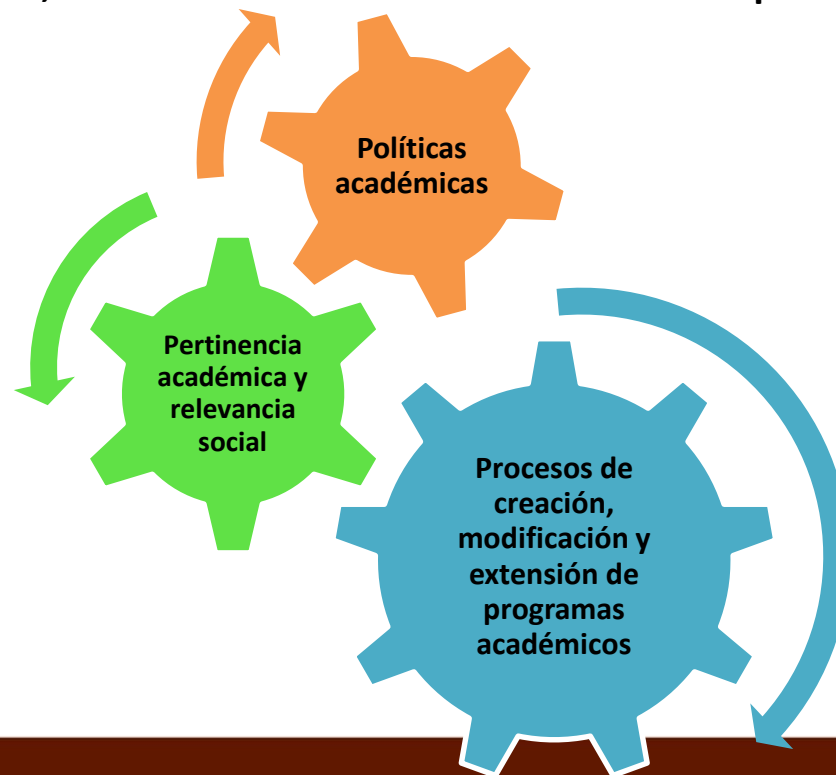 Políticas
académicas
Pertinencia
académica y
relevancia
social
Procesos de
creación,
modificación y
extensión de
programas
académicos